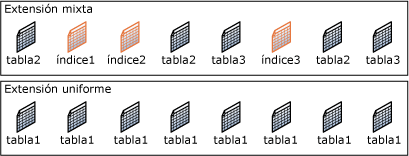 Extensión mixta
tabla2 índice1 índice2 tabla2 tabla3 índice3 tabla2 tabla3
Extensión uniforme
tabla1 tabla1 tabla1 tabla1 tabla1 tabla1 tabla1 tabla1